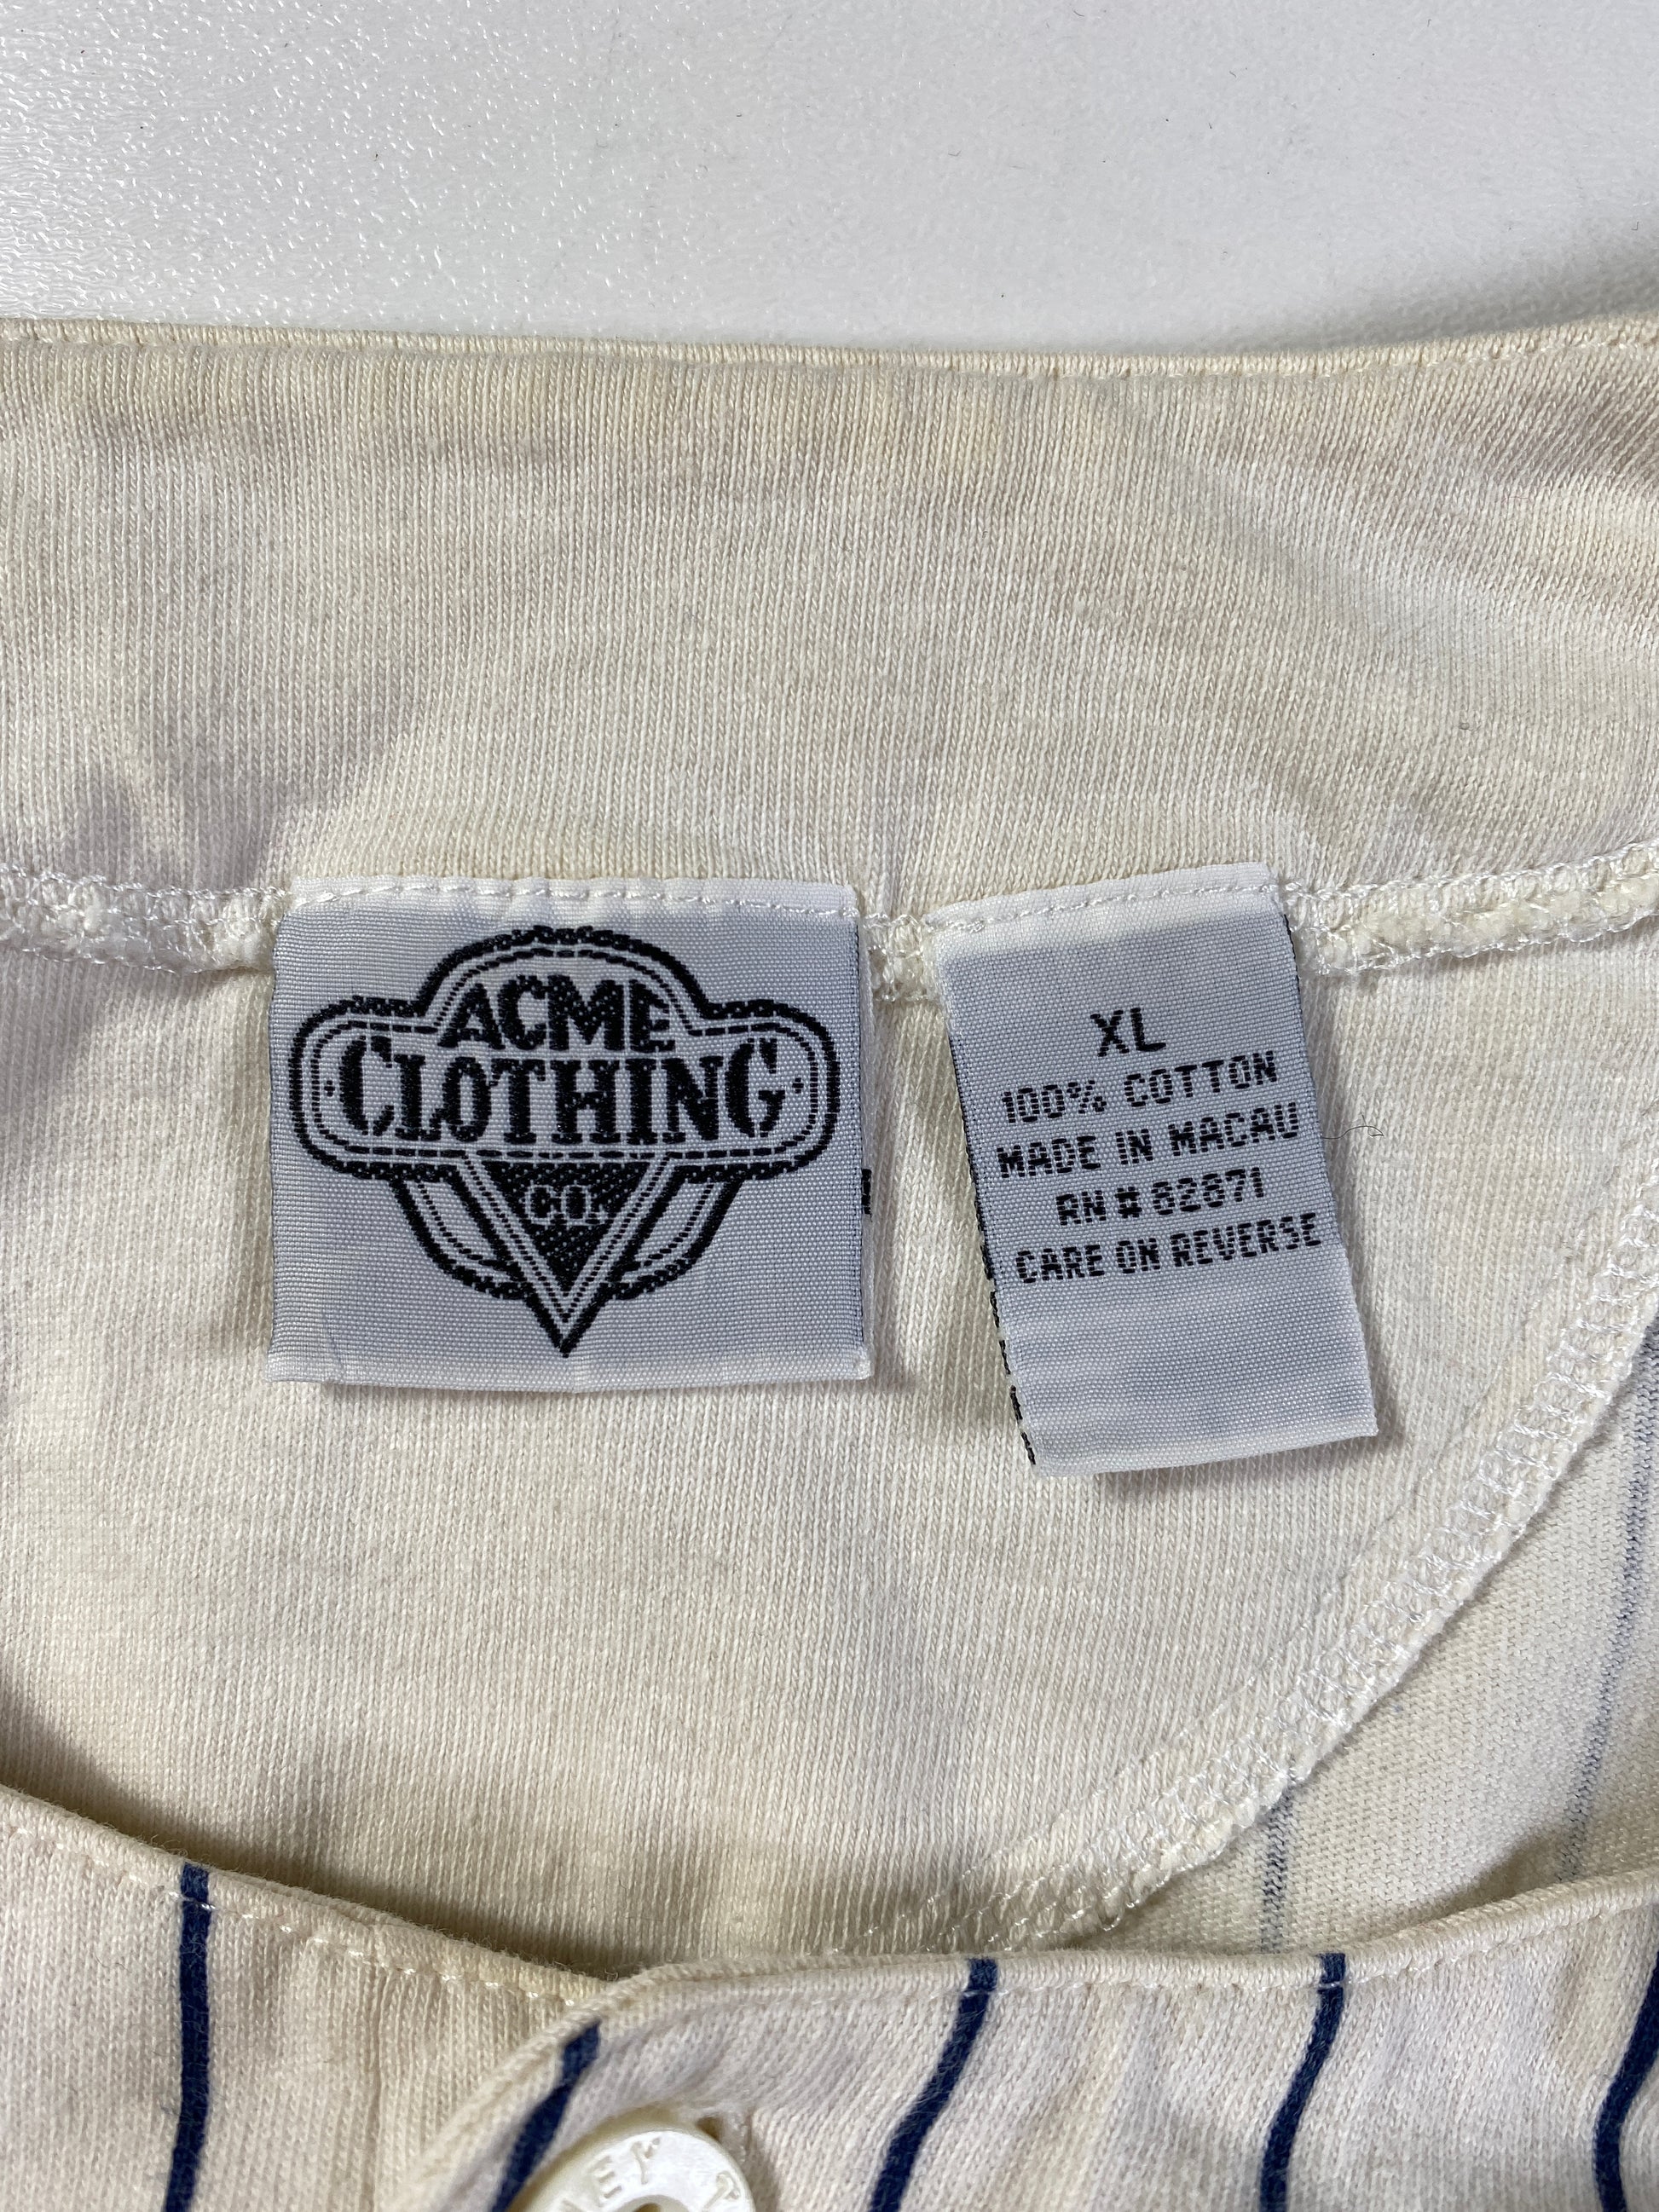 ACME
CLOTHING
CO.
XL
100% COTTON
MADE IN MACAU
RN # 82871
CARE ON REVERSE